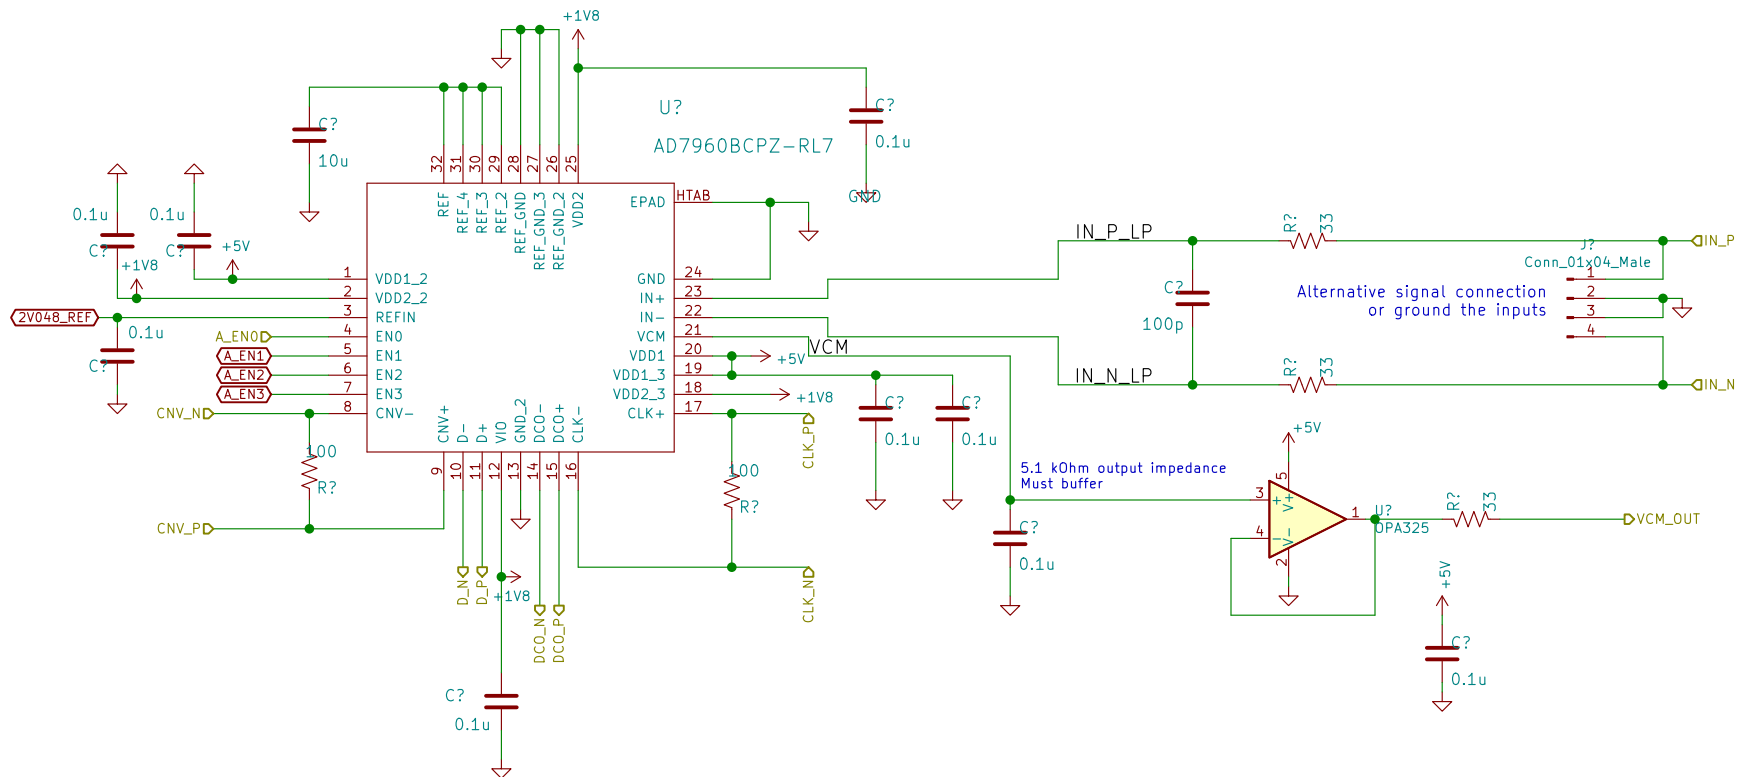 +1V8
C?
0.1u
GND
U?
AD7960BCPZ-RL7
C?
10u
32
31
30
29
28
27
26
25
REF
REF_4
REF_3
REF_2
REF_GND
REF_GND_3
REF_GND_2
VDD2
0.1u
C?
0.1u
C?
+5V
+1V8
2V048_REF
0.1u
C?
A_EN0
A_EN1
A_EN2
A_EN3
CNV_N
CNV_P
100
R?
1 VDD1_2
2 VDD2_2
3 REFIN
4 EN0
5 EN1
6 EN2
7 EN3
8 CNV-
EPAD HTAB
GND 24
IN+ 23
IN- 22
VCM 21
VDD1 20
VDD1_3 19
VDD2_3 18
CLK+ 17
CNV+
D-
D+
VIO
GND_2
DCO-
DCO+
CLK-
9
10
11
12
13
14
15
16
D_N
D_P
+1V8
DCO_N
DCO_P
C?
0.1u
VCM
+5V
+1V8
CLK_P
100
R?
CLK_N
C?
0.1u
C?
0.1u
IN_P_LP
IN_N_LP
C?
100p
R?
33
R?
33
IN_P
J?
Conn_01x04_Male
1
2
3
4
Alternative signal connection
or ground the inputs
IN_N
5.1 kOhm output impedance
Must buffer
C?
0.1u
+5V
3
4
5
2
1
+
-
V+
V-
U?
OPA325
R?
33
VCM_OUT
+5V
C?
0.1u